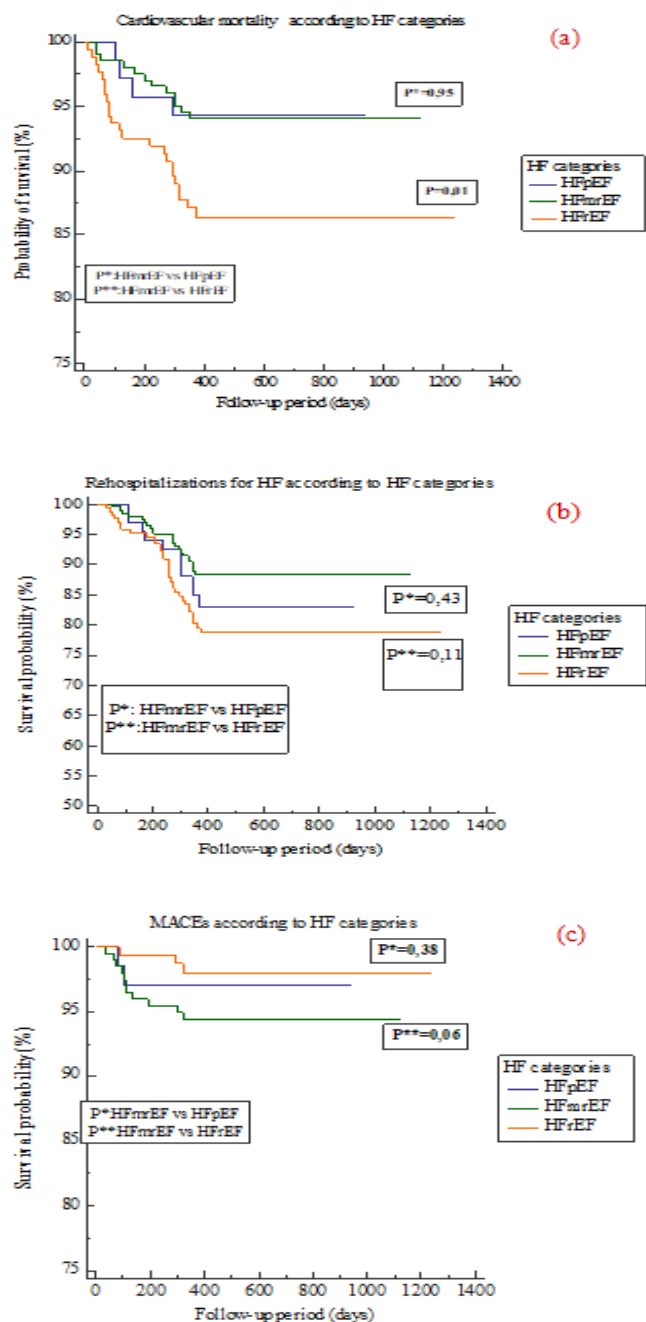 Cardiovascular mortality according to HF categories
(a)
Probability of survival (%)
100
95
90
85
80
75
P*=0,95
P=0,01
HF categories
HFpEF
HFmrEF
HFrEF
P*:HFmrEF vs HFpEF
P**:HFmrEF vs HFrEF
0 200 400 600 800 1000 1200 1400
Follow-up period (days)
Rehospitalizations for HF according to HF categories
(b)
Survival probability (%)
100
95
90
85
80
75
70
65
60
55
50
P*=0,43
P**=0,11
HF categories
HFpEF
HFmrEF
HFrEF
P*: HFmrEF vs HFpEF
P**:HFmrEF vs HFrEF
0 200 400 600 800 1000 1200 1400
Follow-up period (days)
MACEs according to HF categories
(c)
Survival probability (%)
100
95
90
85
80
75
P*=0,38
P**=0,06
HF categories
HFpEF
HFmrEF
HFrEF
P*HFmrEF vs HFpEF
P**HFmrEF vs HFrEF
0 200 400 600 800 1000 1200 1400
Follow-up period (days)